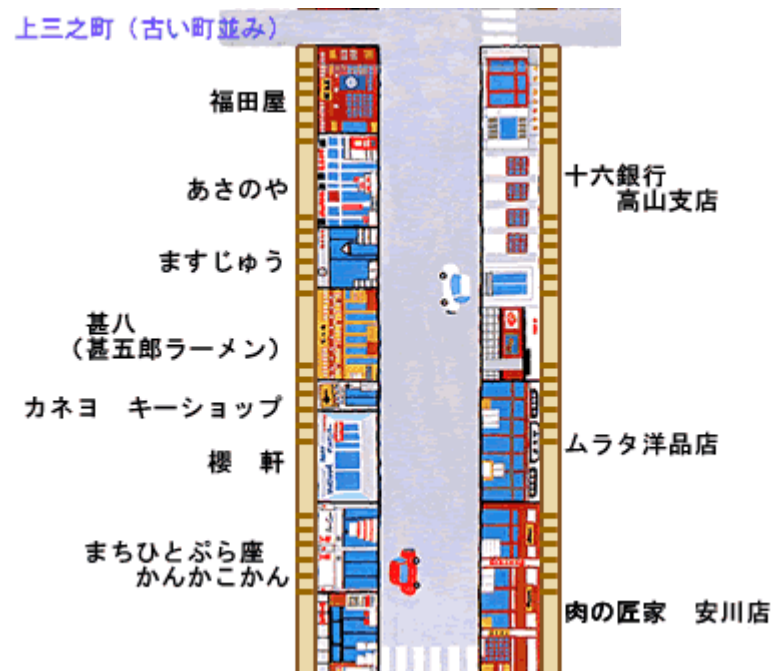 上三之町（古い町並み）
福田屋
あさのや
ますじゅう
甚八
（甚五郎ラーメン）
カネヨ　キーショップ
櫻　軒
まちひとぷら座
かんかこかん
十六銀行
高山支店
ムラタ洋品店
肉の匠家　安川店